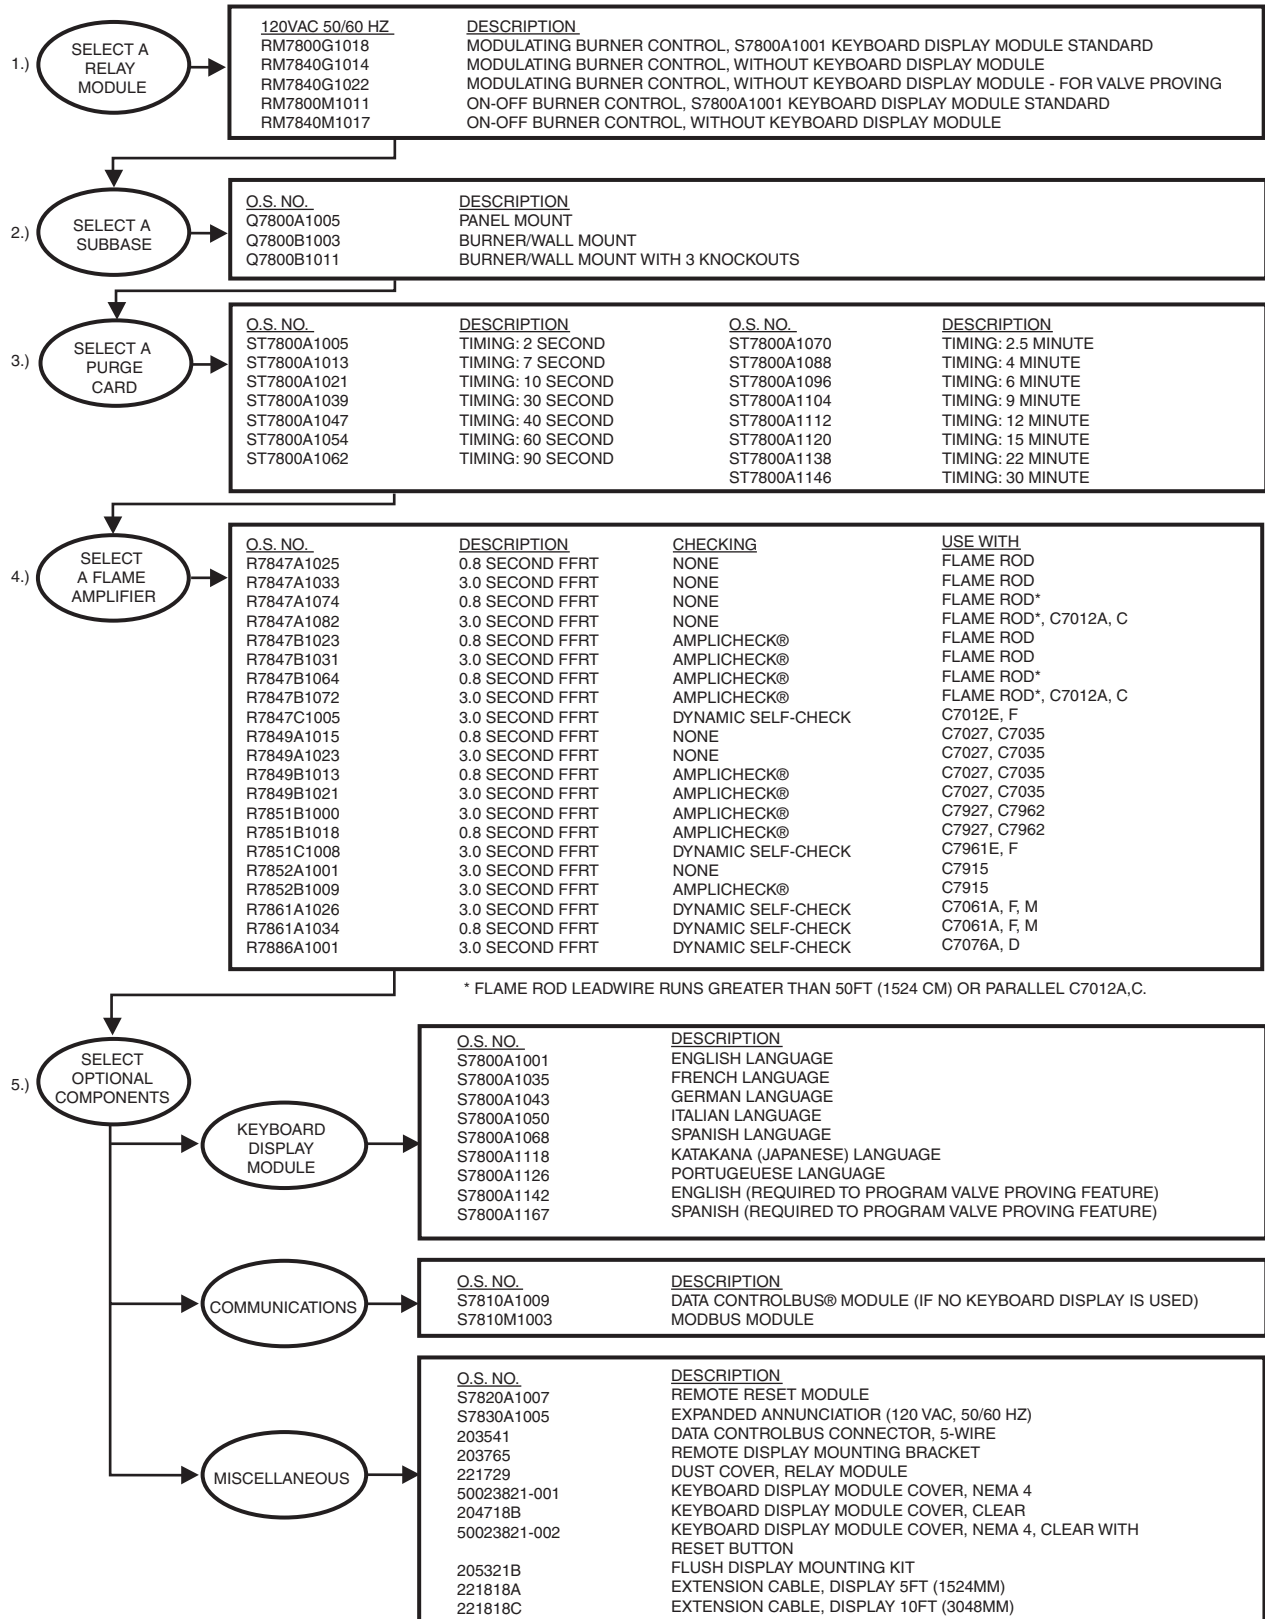 1.)
SELECT A
RELAY
MODULE
120VAC 50/60 HZ DESCRIPTION
RM7800G1018 MODULATING BURNER CONTROL, S7800A1001 KEYBOARD DISPLAY MODULE STANDARD
RM7840G1014 MODULATING BURNER CONTROL, WITHOUT KEYBOARD DISPLAY MODULE
RM7840G1022 MODULATING BURNER CONTROL, WITHOUT KEYBOARD DISPLAY MODULE - FOR VALVE PROVING
RM7800M1011 ON-OFF BURNER CONTROL, S7800A1001 KEYBOARD DISPLAY MODULE STANDARD
RM7840M1017 ON-OFF BURNER CONTROL, WITHOUT KEYBOARD DISPLAY MODULE
2.)
SELECT A
SUBBASE
O.S. NO. DESCRIPTION
Q7800A1005 PANEL MOUNT
Q7800B1003 BURNER/WALL MOUNT
Q7800B1011 BURNER/WALL MOUNT WITH 3 KNOCKOUTS
3.)
SELECT A
PURGE
CARD
O.S. NO. DESCRIPTION O.S. NO. DESCRIPTION
ST7800A1005 TIMING: 2 SECOND ST7800A1070 TIMING: 2.5 MINUTE
ST7800A1013 TIMING: 7 SECOND ST7800A1088 TIMING: 4 MINUTE
ST7800A1021 TIMING: 10 SECOND ST7800A1096 TIMING: 6 MINUTE
ST7800A1039 TIMING: 30 SECOND ST7800A1104 TIMING: 9 MINUTE
ST7800A1047 TIMING: 40 SECOND ST7800A1112 TIMING: 12 MINUTE
ST7800A1054 TIMING: 60 SECOND ST7800A1120 TIMING: 15 MINUTE
ST7800A1062 TIMING: 90 SECOND ST7800A1138 TIMING: 22 MINUTE
ST7800A1146 TIMING: 30 MINUTE
4.)
SELECT
A FLAME
AMPLIFIER
O.S. NO. DESCRIPTION CHECKING USE WITH
R7847A1025 0.8 SECOND FFRT NONE FLAME ROD
R7847A1033 3.0 SECOND FFRT NONE FLAME ROD
R7847A1074 0.8 SECOND FFRT NONE FLAME ROD*
R7847A1082 3.0 SECOND FFRT NONE FLAME ROD*, C7012A, C
R7847B1023 0.8 SECOND FFRT AMPLICHECK® FLAME ROD
R7847B1031 3.0 SECOND FFRT AMPLICHECK® FLAME ROD
R7847B1064 0.8 SECOND FFRT AMPLICHECK® FLAME ROD*
R7847B1072 3.0 SECOND FFRT AMPLICHECK® FLAME ROD*, C7012A, C
R7847C1005 3.0 SECOND FFRT DYNAMIC SELF-CHECK C7012E, F
R7849A1015 0.8 SECOND FFRT NONE C7027, C7035
R7849A1023 3.0 SECOND FFRT NONE C7027, C7035
R7849B1013 0.8 SECOND FFRT AMPLICHECK® C7027, C7035
R7849B1021 3.0 SECOND FFRT AMPLICHECK® C7027, C7035
R7851B1000 3.0 SECOND FFRT AMPLICHECK® C7927, C7962
R7851B1018 0.8 SECOND FFRT AMPLICHECK® C7927, C7962
R7851C1008 3.0 SECOND FFRT DYNAMIC SELF-CHECK C7961E, F
R7852A1001 3.0 SECOND FFRT NONE C7915
R7852B1009 3.0 SECOND FFRT AMPLICHECK® C7915
R7861A1026 3.0 SECOND FFRT DYNAMIC SELF-CHECK C7061A, F, M
R7861A1034 0.8 SECOND FFRT DYNAMIC SELF-CHECK C7061A, F, M
R7886A1001 3.0 SECOND FFRT DYNAMIC SELF-CHECK C7076A, D
* FLAME ROD LEADWIRE RUNS GREATER THAN 50FT (1524 CM) OR PARALLEL C7012A,C.
5.)
SELECT
OPTIONAL
COMPONENTS
KEYBOARD
DISPLAY
MODULE
O.S. NO. DESCRIPTION
S7800A1001 ENGLISH LANGUAGE
S7800A1035 FRENCH LANGUAGE
S7800A1043 GERMAN LANGUAGE
S7800A1050 ITALIAN LANGUAGE
S7800A1068 SPANISH LANGUAGE
S7800A1118 KATAKANA (JAPANESE) LANGUAGE
S7800A1126 PORTUGEUESE LANGUAGE
S7800A1142 ENGLISH (REQUIRED TO PROGRAM VALVE PROVING FEATURE)
S7800A1167 SPANISH (REQUIRED TO PROGRAM VALVE PROVING FEATURE)
COMMUNICATIONS
O.S. NO. DESCRIPTION
S7810A1009 DATA CONTROLBUS® MODULE (IF NO KEYBOARD DISPLAY IS USED)
S7810M1003 MODBUS MODULE
MISCELLANEOUS
O.S. NO. DESCRIPTION
S7820A1007 REMOTE RESET MODULE
S7830A1005 EXPANDED ANNUNCIATIOR (120 VAC, 50/60 HZ)
203541 DATA CONTROLBUS CONNECTOR, 5-WIRE
203765 REMOTE DISPLAY MOUNTING BRACKET
221729 DUST COVER, RELAY MODULE
50023821-001 KEYBOARD DISPLAY MODULE COVER, NEMA 4
204718B KEYBOARD DISPLAY MODULE COVER, CLEAR
50023821-002 KEYBOARD DISPLAY MODULE COVER, NEMA 4, CLEAR WITH
RESET BUTTON
205321B FLUSH DISPLAY MOUNTING KIT
221818A EXTENSION CABLE, DISPLAY 5FT (1524MM)
221818C EXTENSION CABLE, DISPLAY 10FT (3048MM)